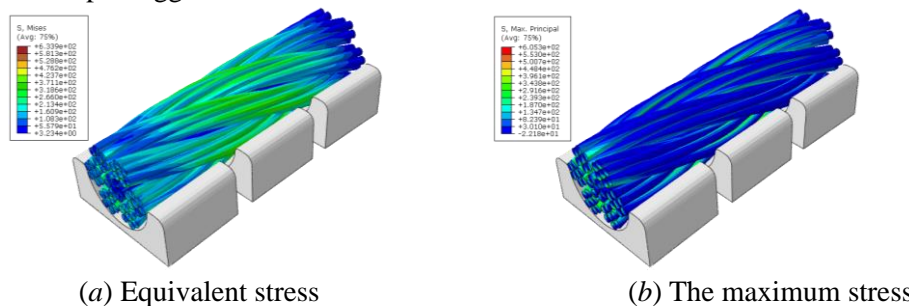 S, Mises
(Avg: 75%)
+6.339e+02
+5.813e+02
+5.288e+02
+4.762e+02
+4.237e+02
+3.711e+02
+3.186e+02
+2.660e+02
+2.134e+02
+1.609e+02
+1.083e+02
+5.579e+01
+3.234e+00
S, Max. Principal
(Avg: 75%)
+6.053e+02
+5.530e+02
+5.007e+02
+4.484e+02
+3.961e+02
+3.438e+02
+2.916e+02
+2.393e+02
+1.870e+02
+1.347e+02
+8.239e+01
+3.010e+01
-2.218e+01
(a) Equivalent stress
(b) The maximum stress